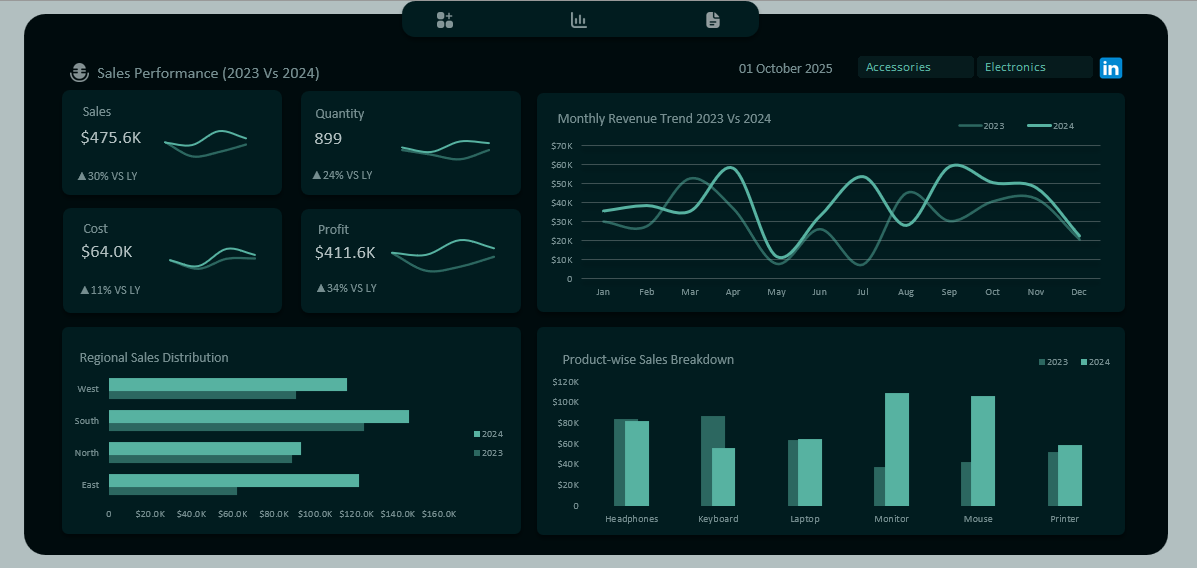 Sales Performance (2023 Vs 2024)
01 October 2025
Accessories
Electronics
in
Sales
$475.6K
▲30% VS LY
Quantity
899
▲24% VS LY
Cost
$64.0K
▲11% VS LY
Profit
$411.6K
▲34% VS LY
Monthly Revenue Trend 2023 Vs 2024
2023 2024
$70K
$60K
$50K
$40K
$30K
$20K
$10K
0
Jan Feb Mar Apr May Jun Jul Aug Sep Oct Nov Dec
Regional Sales Distribution
West
South
North
East
2024
2023
0 $20.0K $40.0K $60.0K $80.0K $100.0K $120.0K $140.0K $160.0K
Product-wise Sales Breakdown
2023 2024
$120K
$100K
$80K
$60K
$40K
$20K
0
Headphones Keyboard Laptop Monitor Mouse Printer